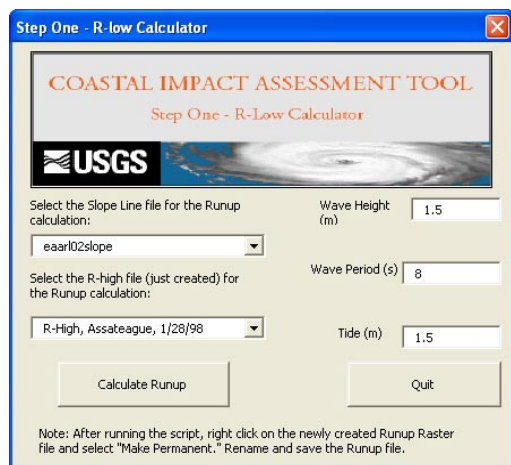 Step One - R-low Calculator
COASTAL IMPACT ASSESSMENT TOOL
Step One - R-Low Calculator
USGS
Select the Slope Line file for the Runup
calculation:
eaarl02slope
Select the R-high file (just created) for
the Runup calculation:
R-High, Assateague, 1/28/98
Wave Height
(m)
1.5
Wave Period (s)
8
Tide (m)
1.5
Calculate Runup
Quit
Note: After running the script, right click on the newly created Runup Raster
file and select "Make Permanent." Rename and save the Runup file.